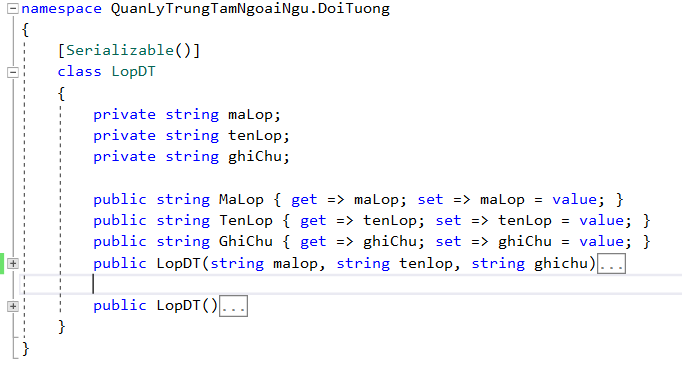 namespace QuanLyTrungTamNgoaiNgu.DoiTuong
{
[Serializable()]
class LopDT
{
private string maLop;
private string tenLop;
private string ghiChu;
public string MaLop { get => maLop; set => maLop = value; }
public string TenLop { get => tenLop; set => tenLop = value; }
public string GhiChu { get => ghiChu; set => ghiChu = value; }
public LopDT(string malop, string tenlop, string ghichu)...
public LopDT()...
}
}